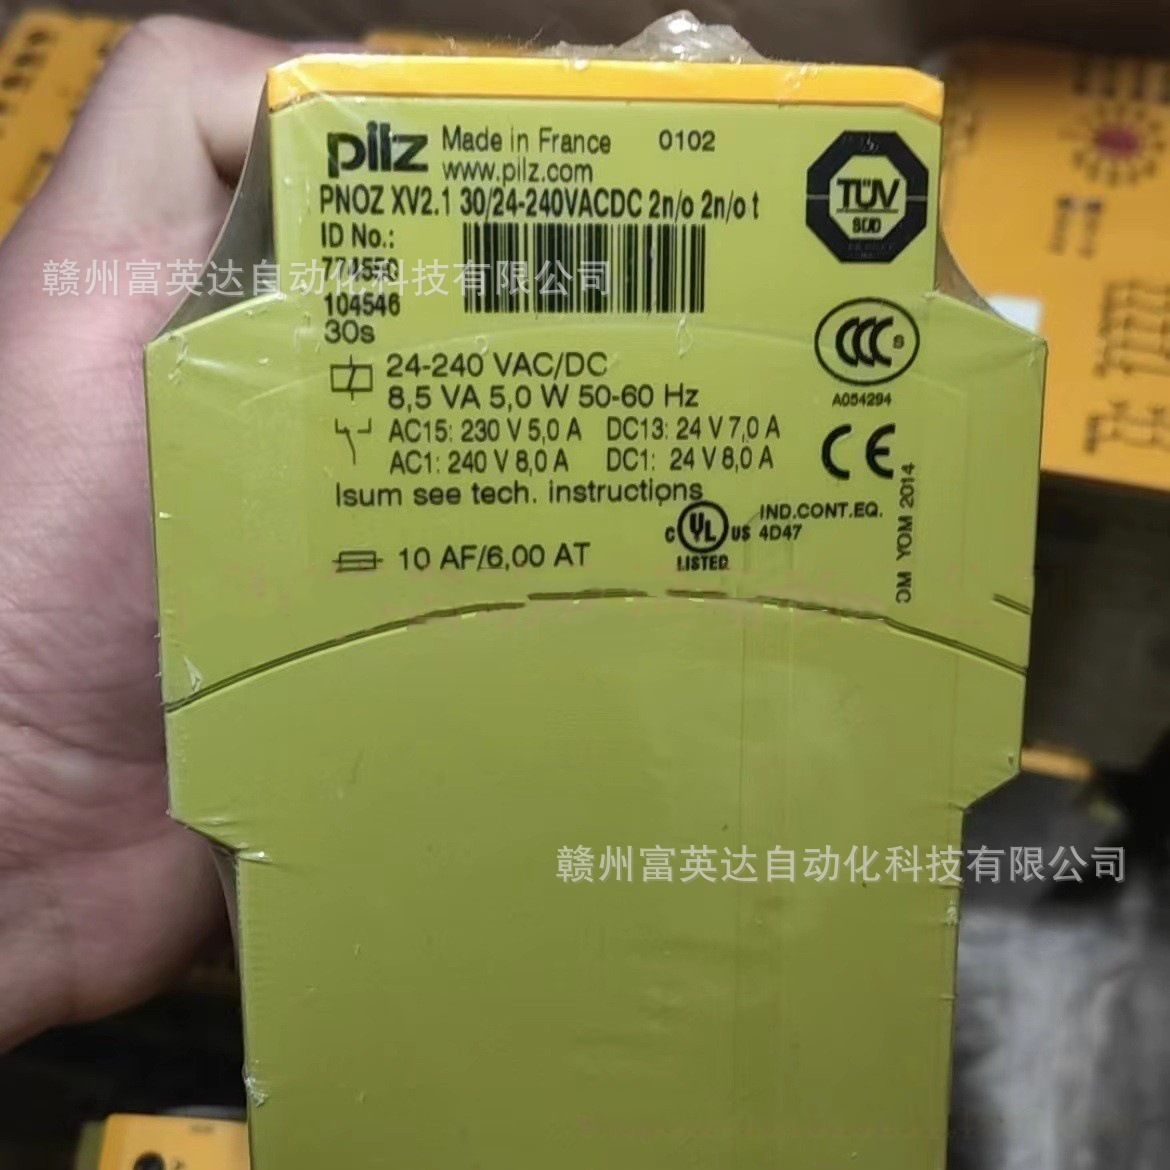 pilz Made in France 0102
www.pilz.com
PNOZ XV2.1 30/24-240VACDC 2n/o 2n/o t
ID No.:
赣州富英达自动化科技有限公司
104546
30s
24-240 VAC/DC
8,5 VA 5,0 W 50-60 Hz
AC15: 230 V 5,0 A DC13: 24 V 7,0 A
AC1: 240 V 8,0 A DC1: 24 V 8,0 A
Isum see tech. instructions
10 AF/6,00 AT
TÜV
SÜD
CCC S
A054294
CE
C UL US
LISTED
IND.CONT.EQ.
4D47
YOM 2014
赣州富英达自动化科技有限公司